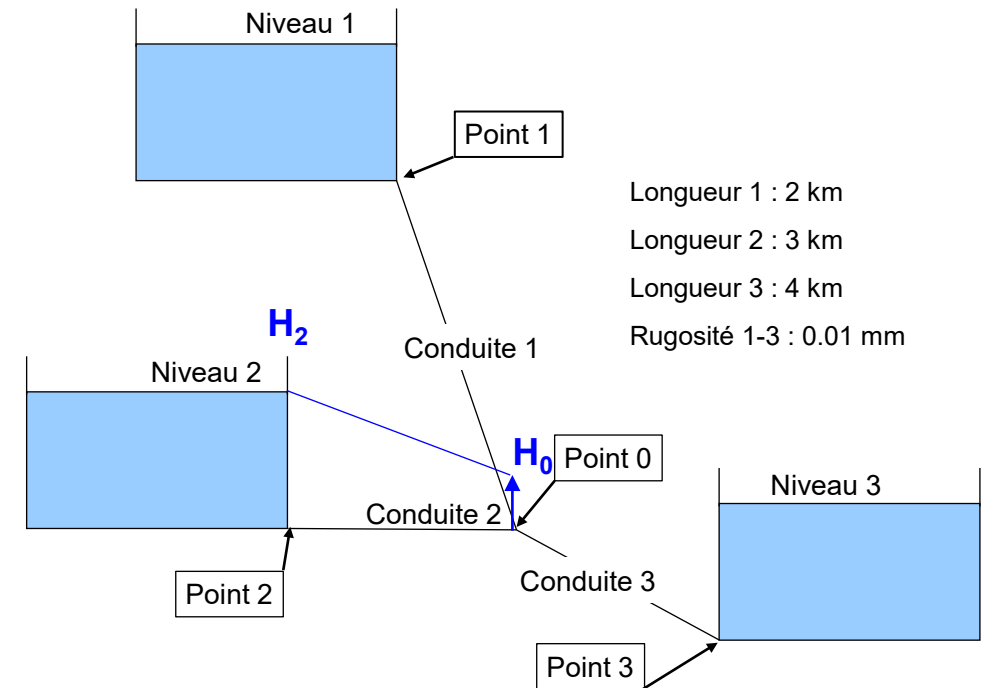 Niveau 1
Point 1
Longueur 1 : 2 km
Longueur 2 : 3 km
Longueur 3 : 4 km
Rugosité 1-3 : 0.01 mm
H2
Conduite 1
Niveau 2
H0
Point 0
Niveau 3
Conduite 2
Conduite 3
Point 2
Point 3